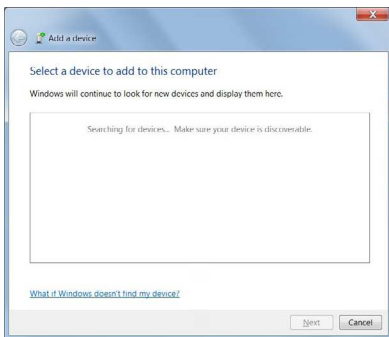 Add a device
Select a device to add to this computer
Windows will continue to look for new devices and display them here.
Searching for devices... Make sure your device is discoverable.
What if Windows doesn't find my device?
Next Cancel